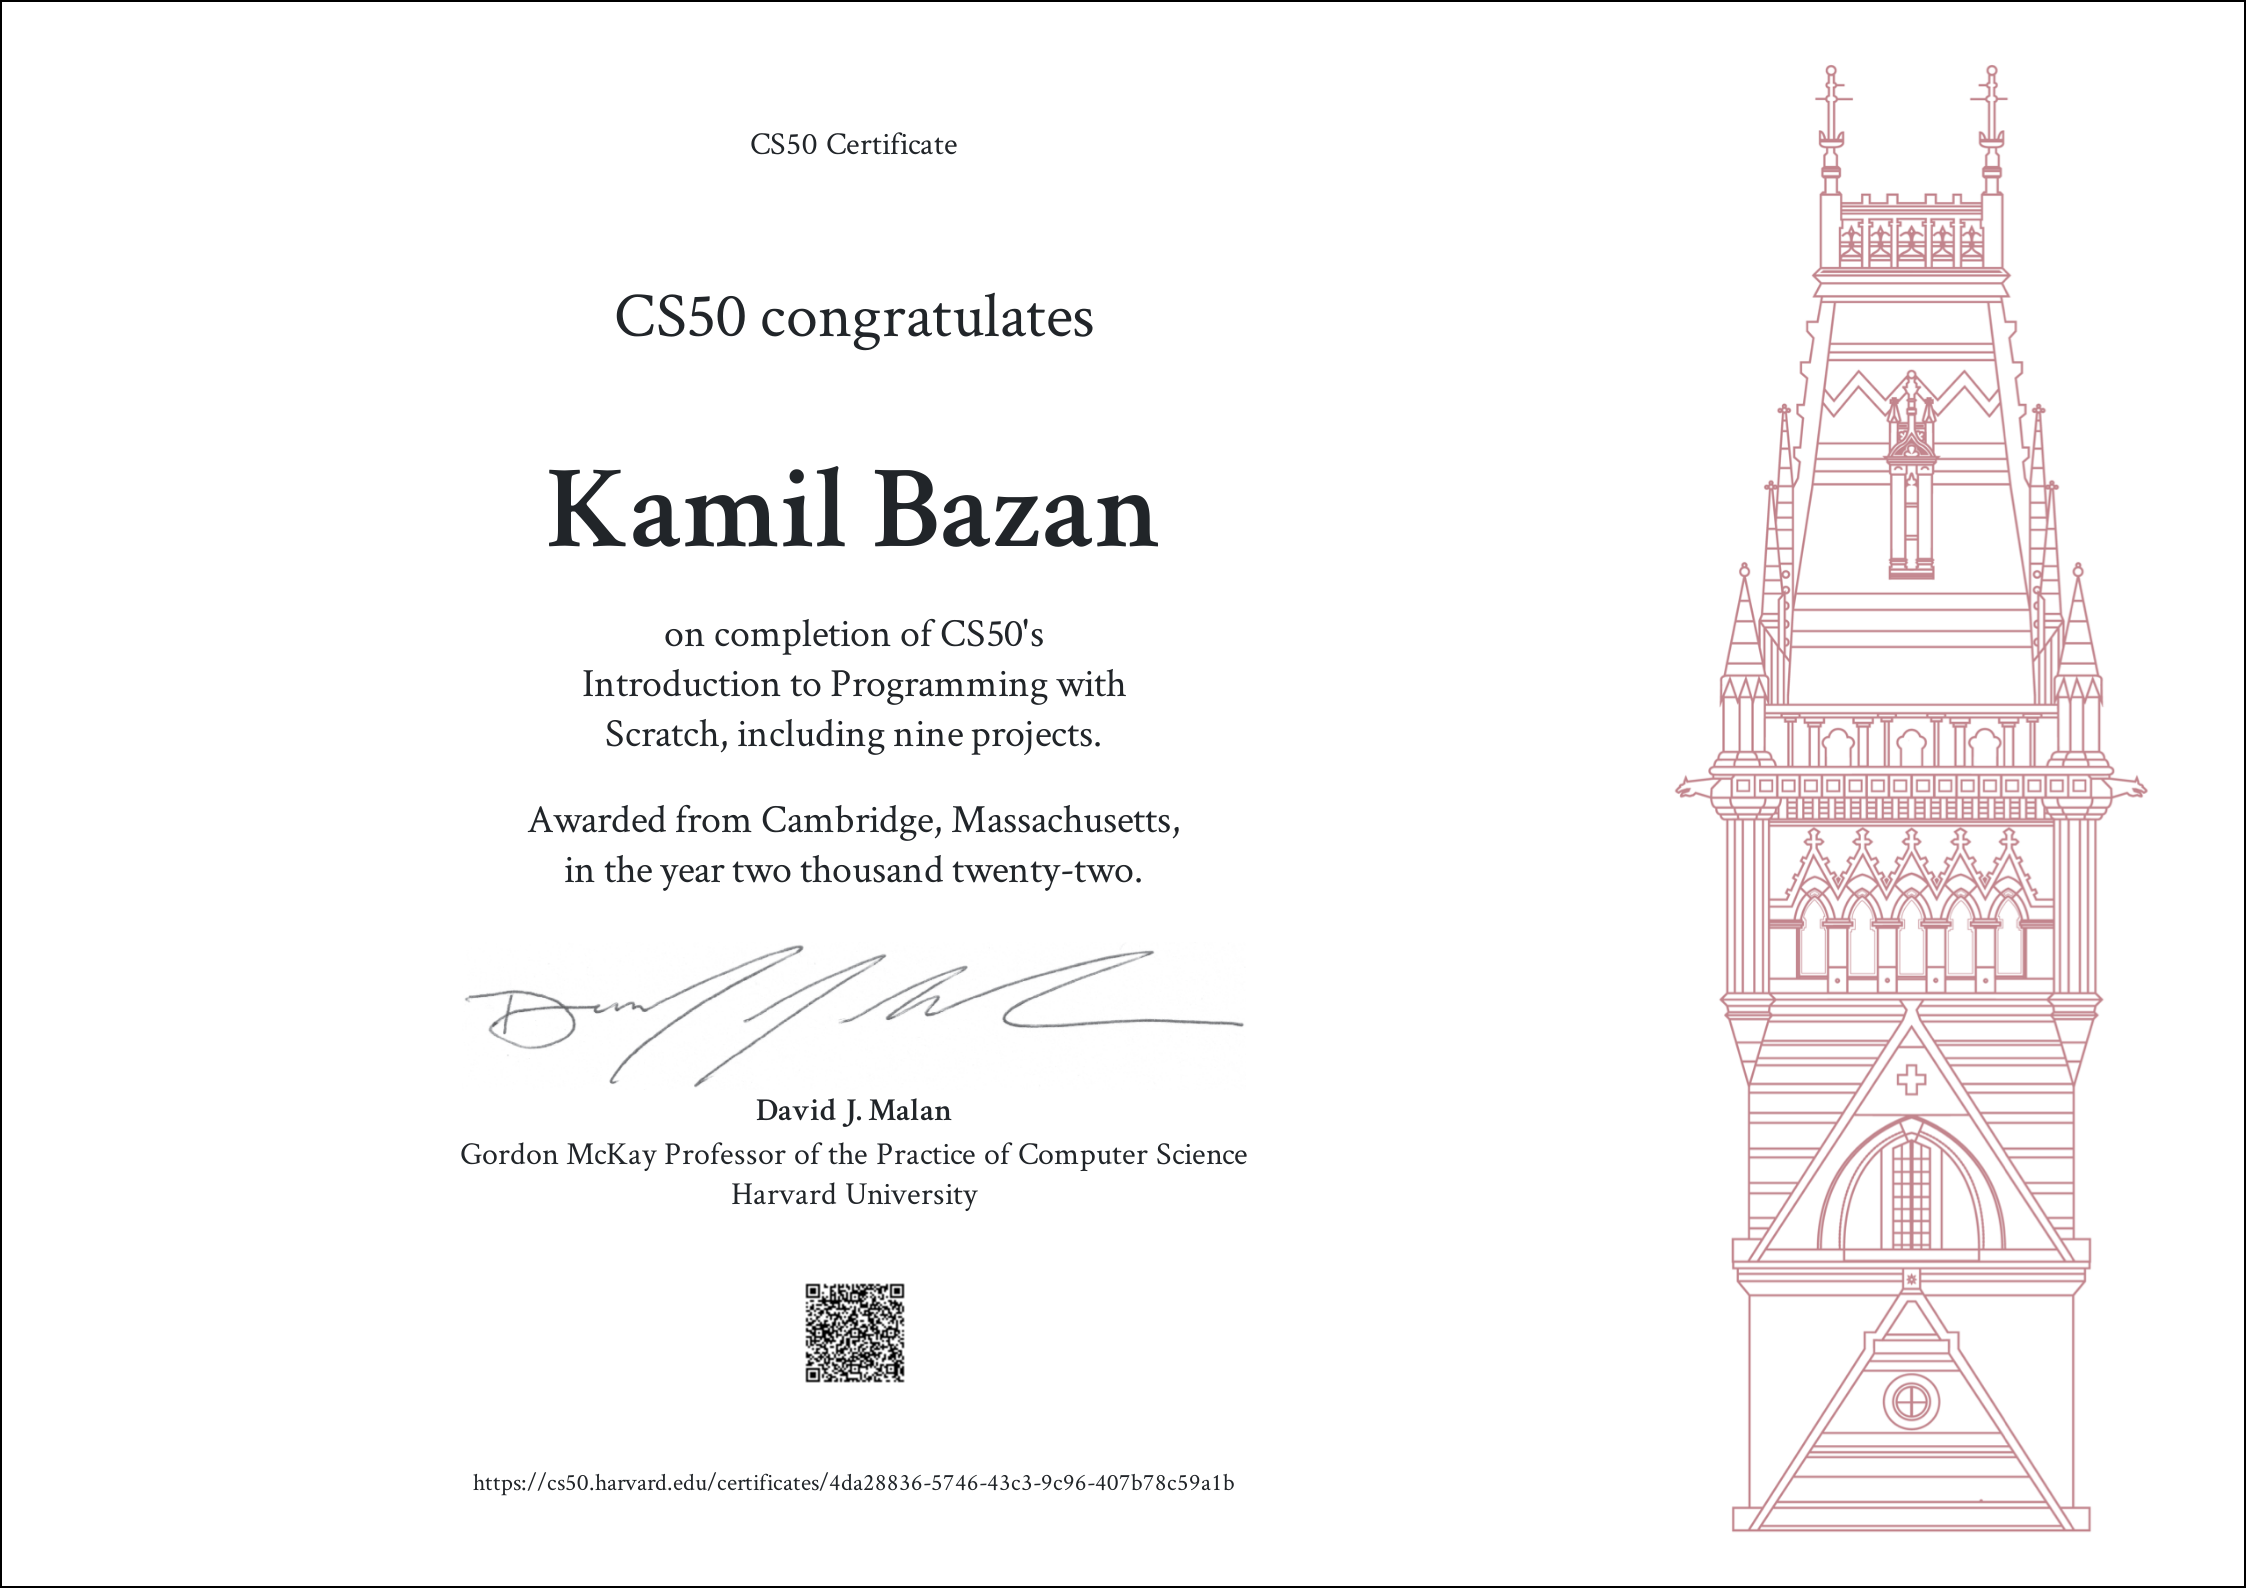 CS50 Certificate
CS50 congratulates
Kamil Bazan
on completion of CS50's
Introduction to Programming with
Scratch, including nine projects.
Awarded from Cambridge, Massachusetts,
in the year two thousand twenty-two.
David J. Malan
Gordon McKay Professor of the Practice of Computer Science
Harvard University
https://cs50.harvard.edu/certificates/4da28836-5746-43c3-9c96-407b78c59a1b